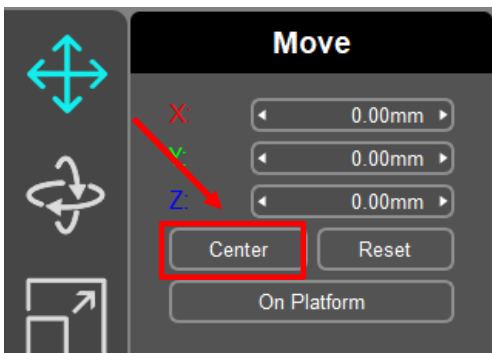 Move
X: 0.00mm
Y: 0.00mm
Z: 0.00mm
Center Reset
On Platform